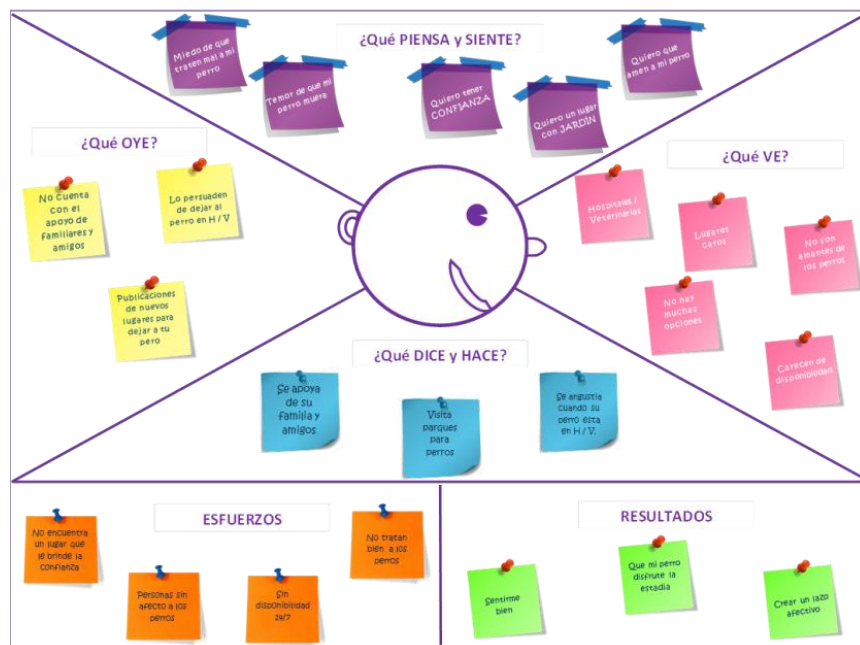 ¿Qué PIENSA y SIENTE?
Miedo de que
traten mal a mi
perro
Temor de que mi
perro muera
Quiero tener
CONFIANZA
Quiero un lugar
con JARDÍN
Quiero que
amen a mi perro
¿Qué OYE?
No cuenta
con el
apoyo de
familiares y
amigos
Lo persuaden
de dejar al
perro en H / V
Publicaciones
de nuevos
lugares para
dejar a tu
pero
¿Qué VE?
Hospitales /
Veterinarias
Lugares
caros
No son
amantes de
los perros
No hay
muchas
opciones
Carecen de
disponibilidad
¿Qué DICE y HACE?
Se apoya
de su
familia y
amigos
Visita
parques
para
perros
Se angustia
cuando su
perro esta
en H / V.
ESFUERZOS
No encuentra
un lugar que
le brinde la
confianza
Personas sin
afecto a los
perros
Sin
disponibilidad
24/7
No tratan
bien a los
perros
RESULTADOS
Sentirme
bien
Que mi perro
disfrute la
estadía
Crear un lazo
afectivo